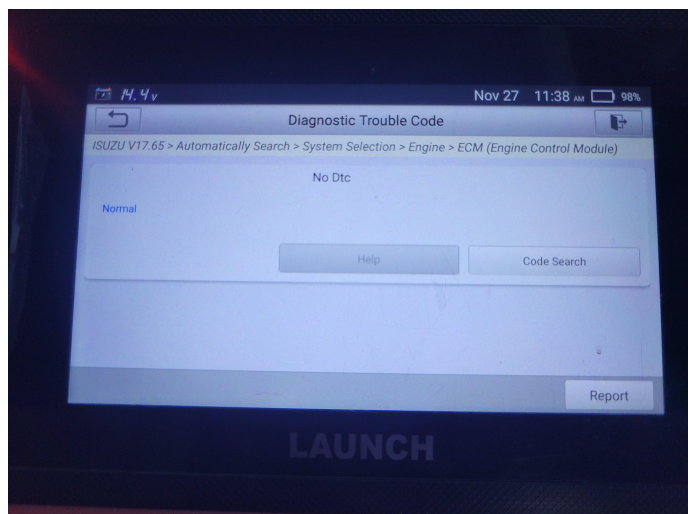 14.4v Nov 27 11:38 AM 98%
Diagnostic Trouble Code
ISUZU V17.65 > Automatically Search > System Selection > Engine > ECM (Engine Control Module)
No Dtc
Normal
Help Code Search
Report
LAUNCH